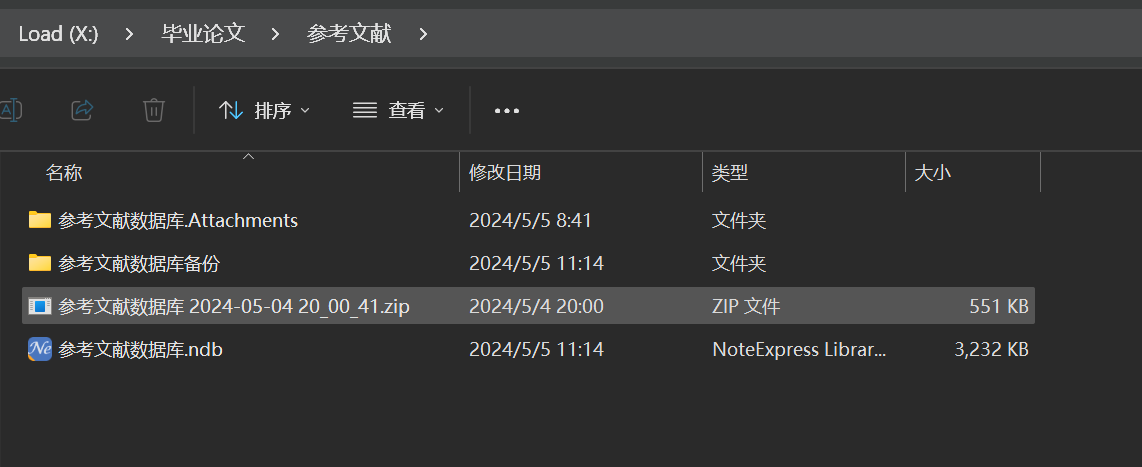 Load (X:) > 毕业论文 > 参考文献 >
排序 查看 •••
名称 修改日期 类型 大小
参考文献数据库.Attachments 2024/5/5 8:41 文件夹
参考文献数据库备份 2024/5/5 11:14 文件夹
参考文献数据库 2024-05-04 20_00_41.zip 2024/5/4 20:00 ZIP 文件 551 KB
参考文献数据库.ndb 2024/5/5 11:14 NoteExpress Librar... 3,232 KB